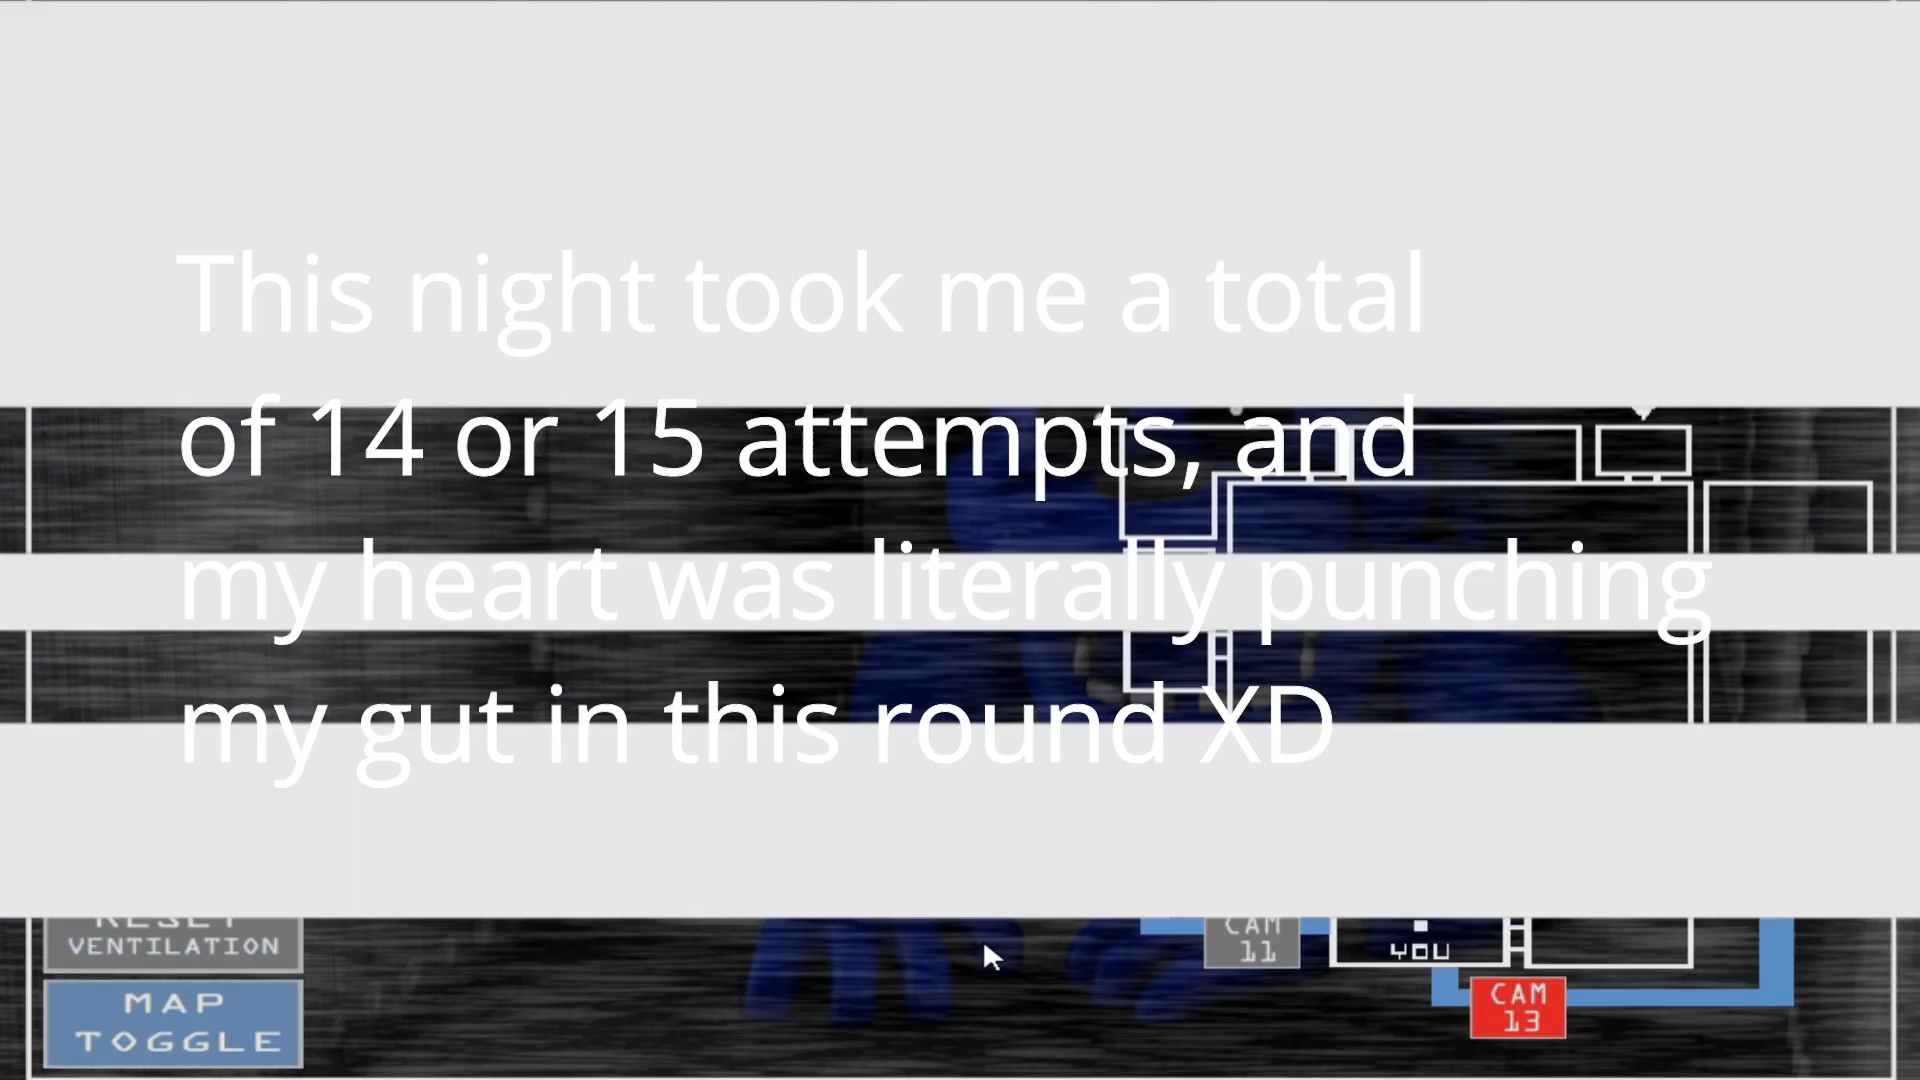 This night took me a total
of 14 or 15 attempts, and
my heart was literally punching
my gut in this round XD
RESET
VENTILATION
MAP
TOGGLE
CAM
11
YOU
CAM
13